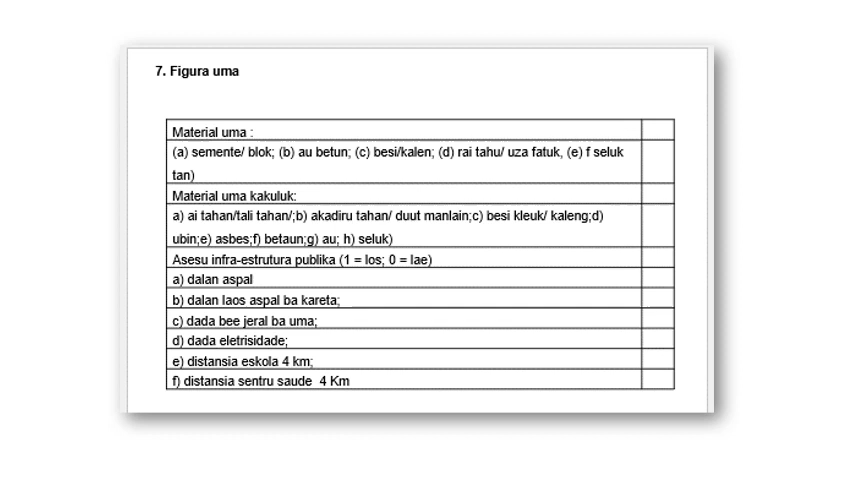 7. Figura uma
Material uma :
(a) semente/ blok; (b) au betun; (c) besi/kalen; (d) rai tahu/ uza fatuk, (e) f seluk
tan)
Material uma kakuluk:
a) ai tahan/tali tahan/;b) akadiru tahan/ duut manlain;c) besi kleuk/ kaleng;d)
ubin;e) asbes;f) betaun;g) au; h) seluk)
Asesu infra-estrutura publika (1 = los; 0 = lae)
a) dalan aspal
b) dalan laos aspal ba kareta;
c) dada bee jeral ba uma;
d) dada eletrisidade;
e) distansia eskola 4 km;
f) distansia sentru saude 4 Km